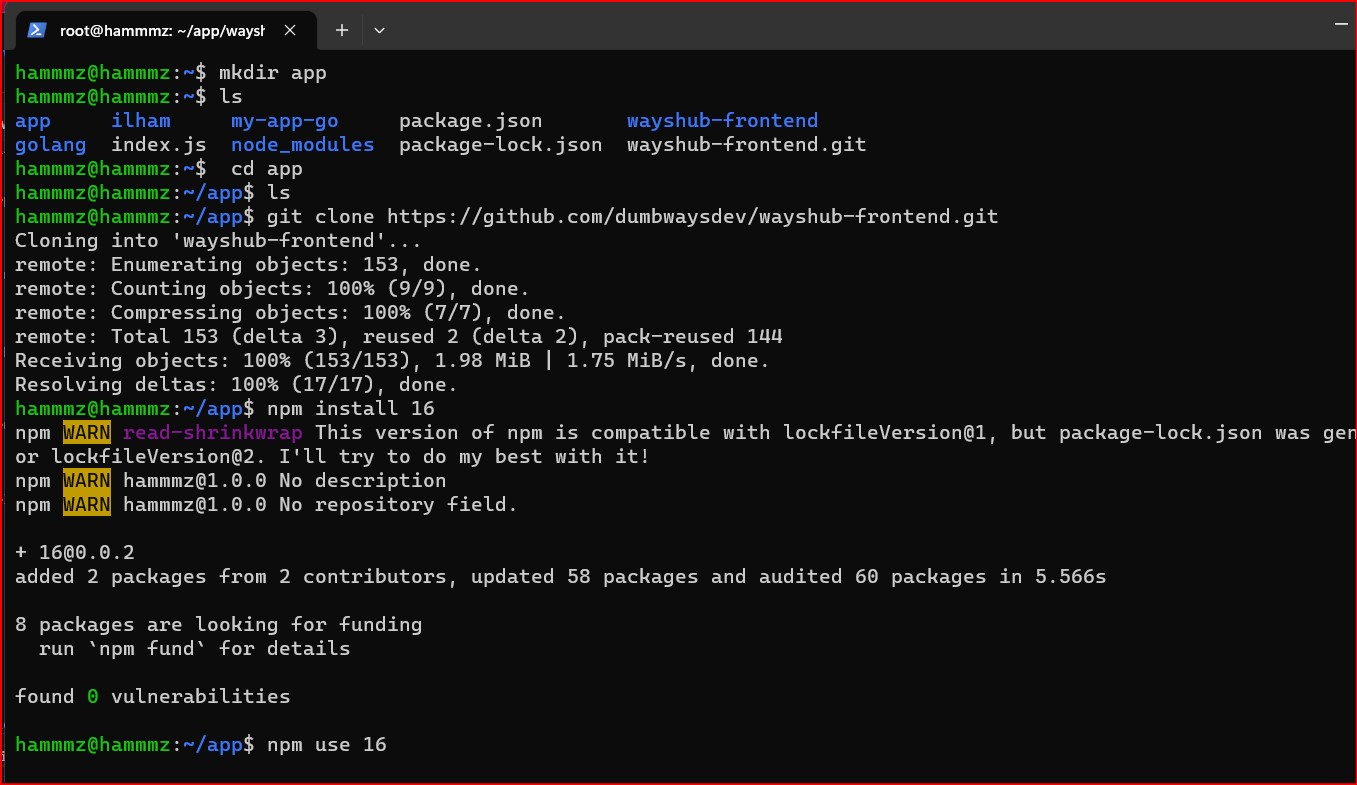 root@hammmz: ~/app/waysh
hammmz@hammmz:~$ mkdir app
hammmz@hammmz:~$ ls
app     ilham     my-app-go     package.json       wayshub-frontend
golang  index.js  node_modules  package-lock.json  wayshub-frontend.git
hammmz@hammmz:~$  cd app
hammmz@hammmz:~/app$ ls
hammmz@hammmz:~/app$ git clone https://github.com/dumbwaysdev/wayshub-frontend.git
Cloning into 'wayshub-frontend'...
remote: Enumerating objects: 153, done.
remote: Counting objects: 100% (9/9), done.
remote: Compressing objects: 100% (7/7), done.
remote: Total 153 (delta 3), reused 2 (delta 2), pack-reused 144
Receiving objects: 100% (153/153), 1.98 MiB | 1.75 MiB/s, done.
Resolving deltas: 100% (17/17), done.
hammmz@hammmz:~/app$ npm install 16
npm WARN read-shrinkwrap This version of npm is compatible with lockfileVersion@1, but package-lock.json was gen
or lockfileVersion@2. I'll try to do my best with it!
npm WARN hammmz@1.0.0 No description
npm WARN hammmz@1.0.0 No repository field.
+ 16@0.0.2
added 2 packages from 2 contributors, updated 58 packages and audited 60 packages in 5.566s
8 packages are looking for funding
  run `npm fund` for details
found 0 vulnerabilities
hammmz@hammmz:~/app$ npm use 16